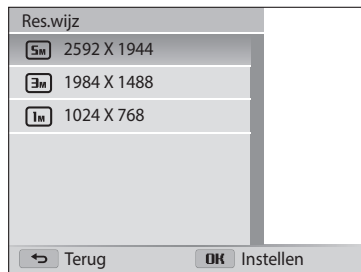 Res.wijz
5M 2592 X 1944
3M 1984 X 1488
1M 1024 X 768
Terug OK Instellen